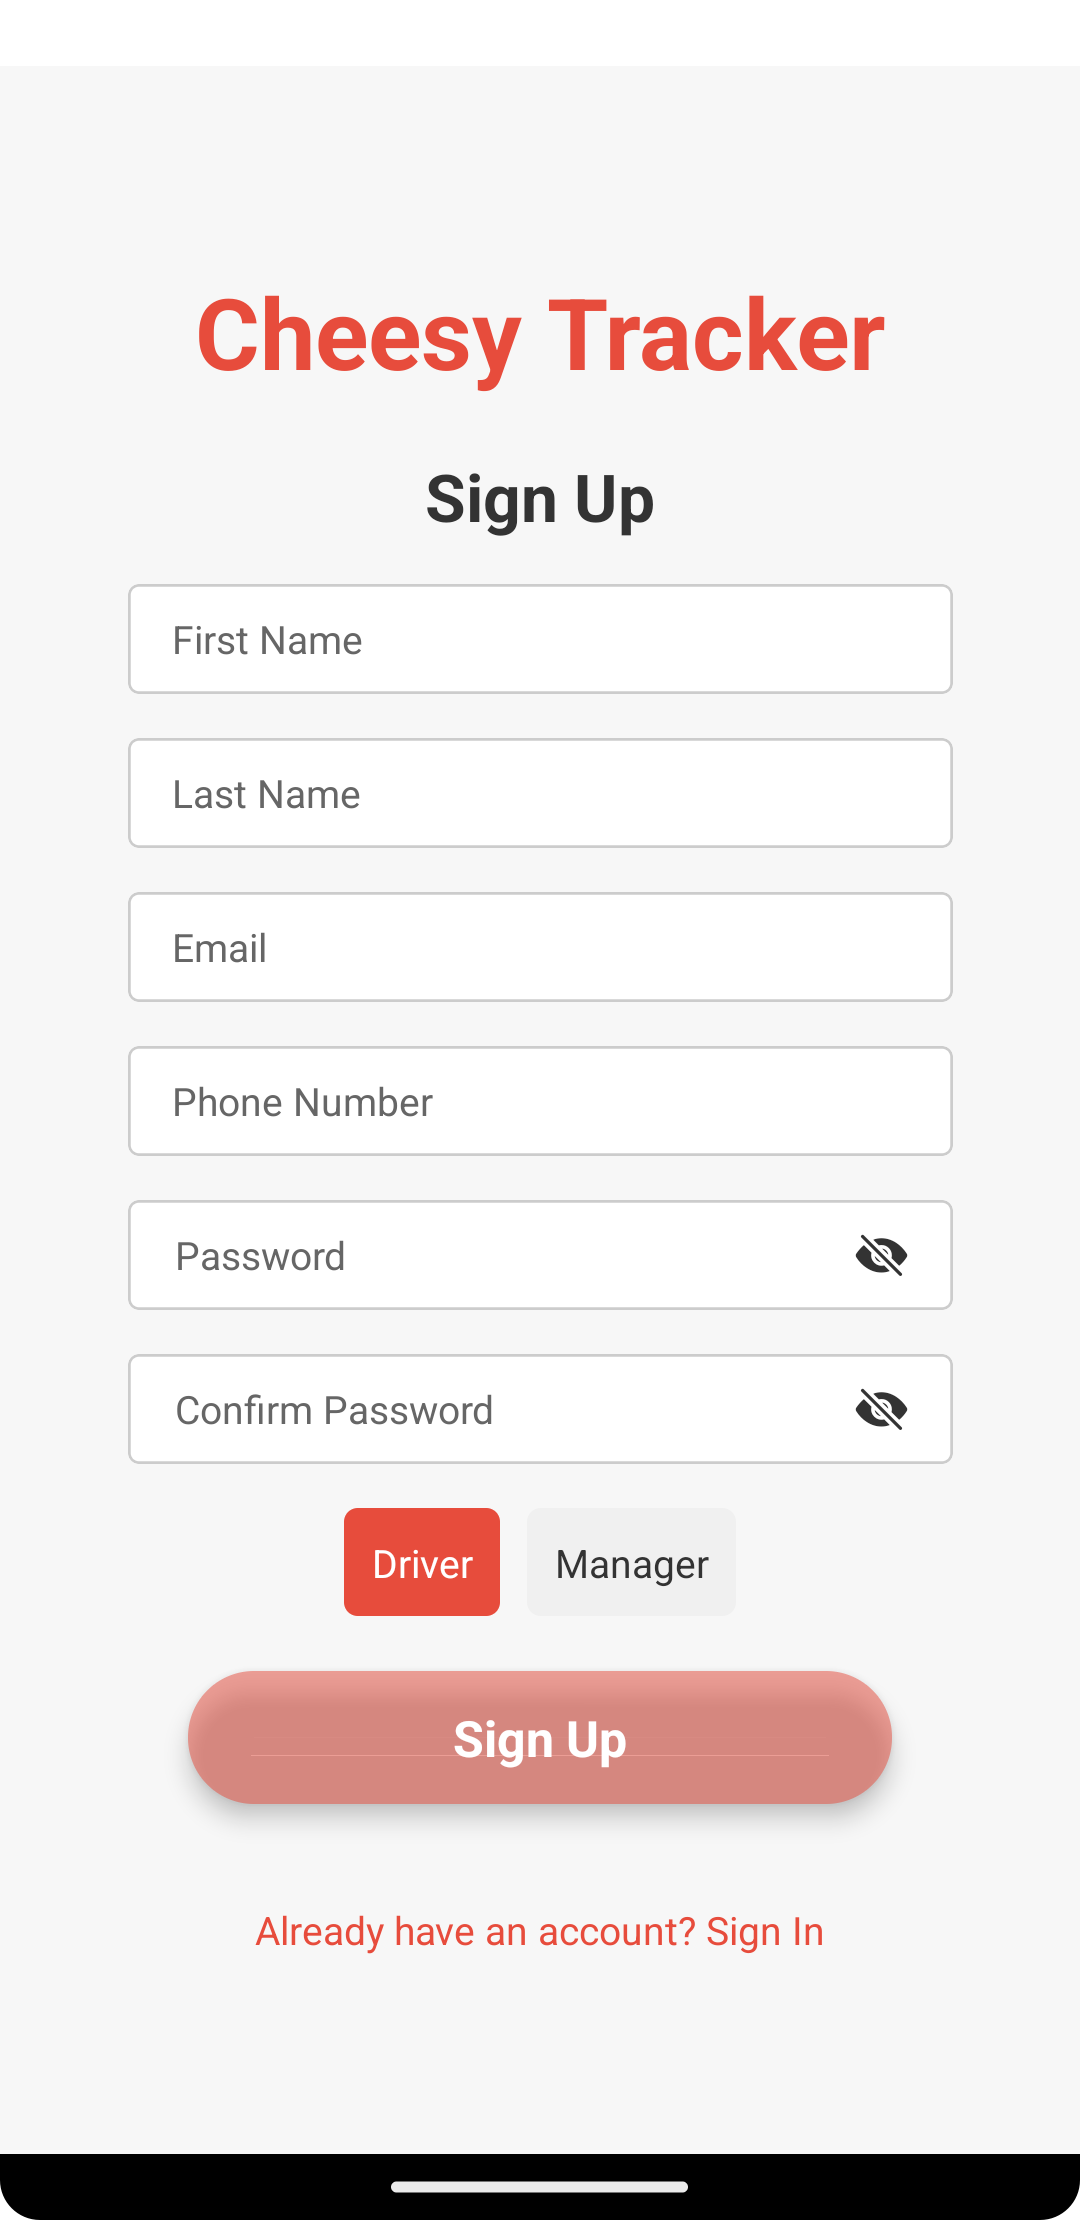 Cheesy Tracker
Sign Up
First Name
Last Name
Email
Phone Number
Password
Confirm Password
Driver Manager
Sign Up
Already have an account? Sign In